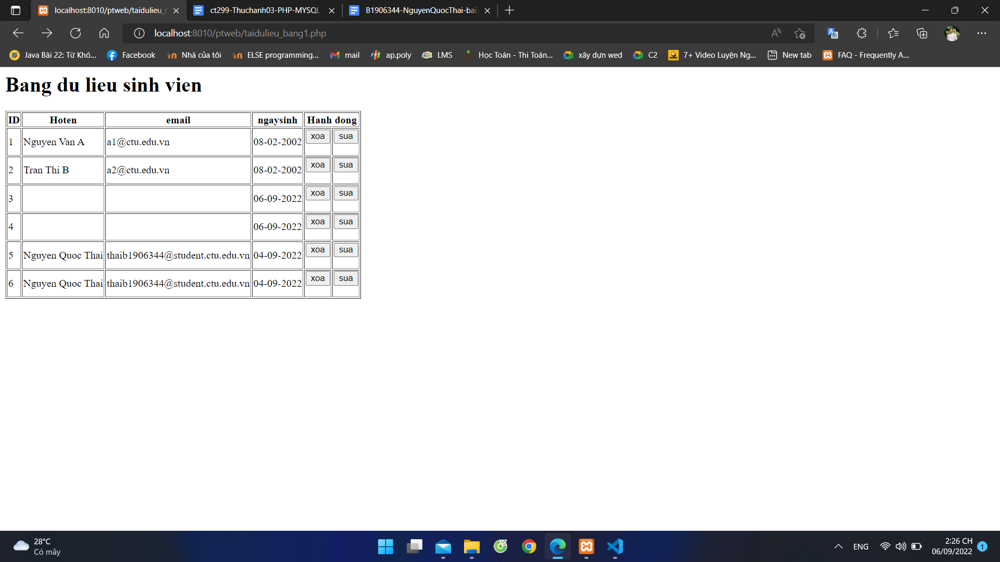 localhost:8010/ptweb/taidulieu_
ct299-Thuchanh03-PHP-MYSQL
B1906344-NguyenQuocThai-bai
localhost:8010/ptweb/taidulieu_bang1.php
Java Bài 22: Từ Khó...
Facebook
Nhà của tôi
ELSE programming...
mail
ap.poly
LMS
Học Toán - Thi Toán...
xây dựn wed
C2
7+ Video Luyện Ng...
New tab
FAQ - Frequently A...
Bang du lieu sinh vien
ID Hoten email ngaysinh Hanh dong
1 Nguyen Van A a1@ctu.edu.vn 08-02-2002 xoa sua
2 Tran Thi B a2@ctu.edu.vn 08-02-2002 xoa sua
3 06-09-2022 xoa sua
4 06-09-2022 xoa sua
5 Nguyen Quoc Thai thaib1906344@student.ctu.edu.vn 04-09-2022 xoa sua
6 Nguyen Quoc Thai thaib1906344@student.ctu.edu.vn 04-09-2022 xoa sua
28°C
Có mây
ENG
2:26 CH
06/09/2022
1